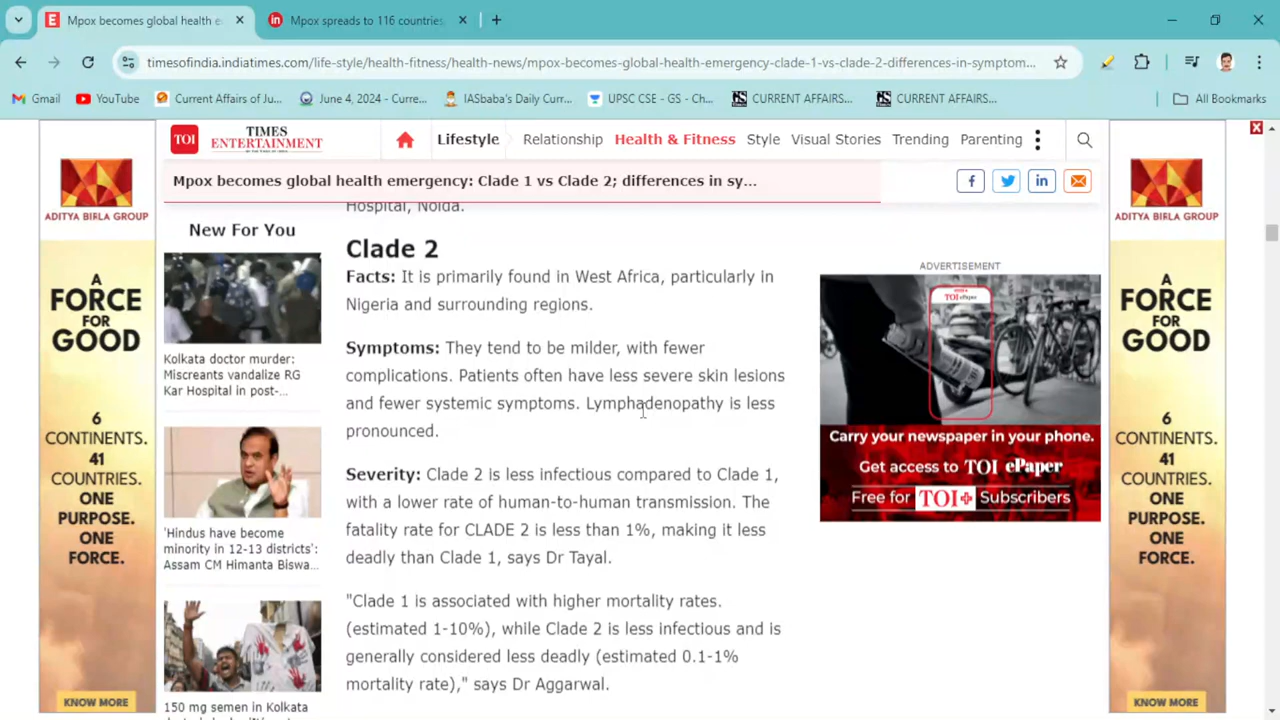 Mpox becomes global health e
Mpox spreads to 116 countries
timesofindia.indiatimes.com/life-style/health-fitness/health-news/mpox-becomes-global-health-emergency-clade-1-vs-clade-2-differences-in-symptom...
Gmail
YouTube
Current Affairs of Ju...
June 4, 2024 - Curre...
IASbaba's Daily Curr...
UPSC CSE - GS - Ch...
CURRENT AFFAIRS...
CURRENT AFFAIRS...
All Bookmarks
ADITYA BIRLA GROUP
A
FORCE
FOR
GOOD
6
CONTINENTS.
41
COUNTRIES.
ONE
PURPOSE.
ONE
FORCE.
KNOW MORE
TOI
TIMES
ENTERTAINMENT
Lifestyle
Relationship
Health & Fitness
Style
Visual Stories
Trending
Parenting
Mpox becomes global health emergency: Clade 1 vs Clade 2; differences in sy...
New For You
Kolkata doctor murder:
Miscreants vandalize RG
Kar Hospital in post-...
'Hindus have become
minority in 12-13 districts':
Assam CM Himanta Biswa...
150 mg semen in Kolkata
Hospital, Noida.
Clade 2
Facts: It is primarily found in West Africa, particularly in
Nigeria and surrounding regions.
Symptoms: They tend to be milder, with fewer
complications. Patients often have less severe skin lesions
and fewer systemic symptoms. Lymphadenopathy is less
pronounced.
Severity: Clade 2 is less infectious compared to Clade 1,
with a lower rate of human-to-human transmission. The
fatality rate for CLADE 2 is less than 1%, making it less
deadly than Clade 1, says Dr Tayal.
"Clade 1 is associated with higher mortality rates.
(estimated 1-10%), while Clade 2 is less infectious and is
generally considered less deadly (estimated 0.1-1%
mortality rate)," says Dr Aggarwal.
ADVERTISEMENT
TOI ePaper
Carry your newspaper in your phone.
Get access to TOI ePaper
Free for TOI+ Subscribers
ADITYA BIRLA GROUP
A
FORCE
FOR
GOOD
6
CONTINENTS.
41
COUNTRIES.
ONE
PURPOSE.
ONE
FORCE.
KNOW MORE